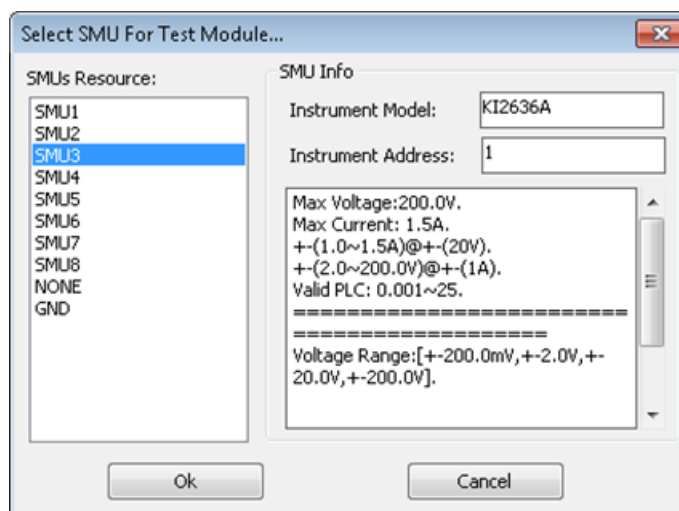 Select SMU For Test Module...
SMUs Resource:
SMU1
SMU2
SMU3
SMU4
SMU5
SMU6
SMU7
SMU8
NONE
GND
SMU Info
Instrument Model: KI2636A
Instrument Address: 1
Max Voltage:200.0V.
Max Current: 1.5A.
+-(1.0~1.5A)@+-(20V).
+-(2.0~200.0V)@+-(1A).
Valid PLC: 0.001~25.
=========================
===================
Voltage Range:[+-200.0mV,+-2.0V,+-
20.0V,+-200.0V].
Ok
Cancel